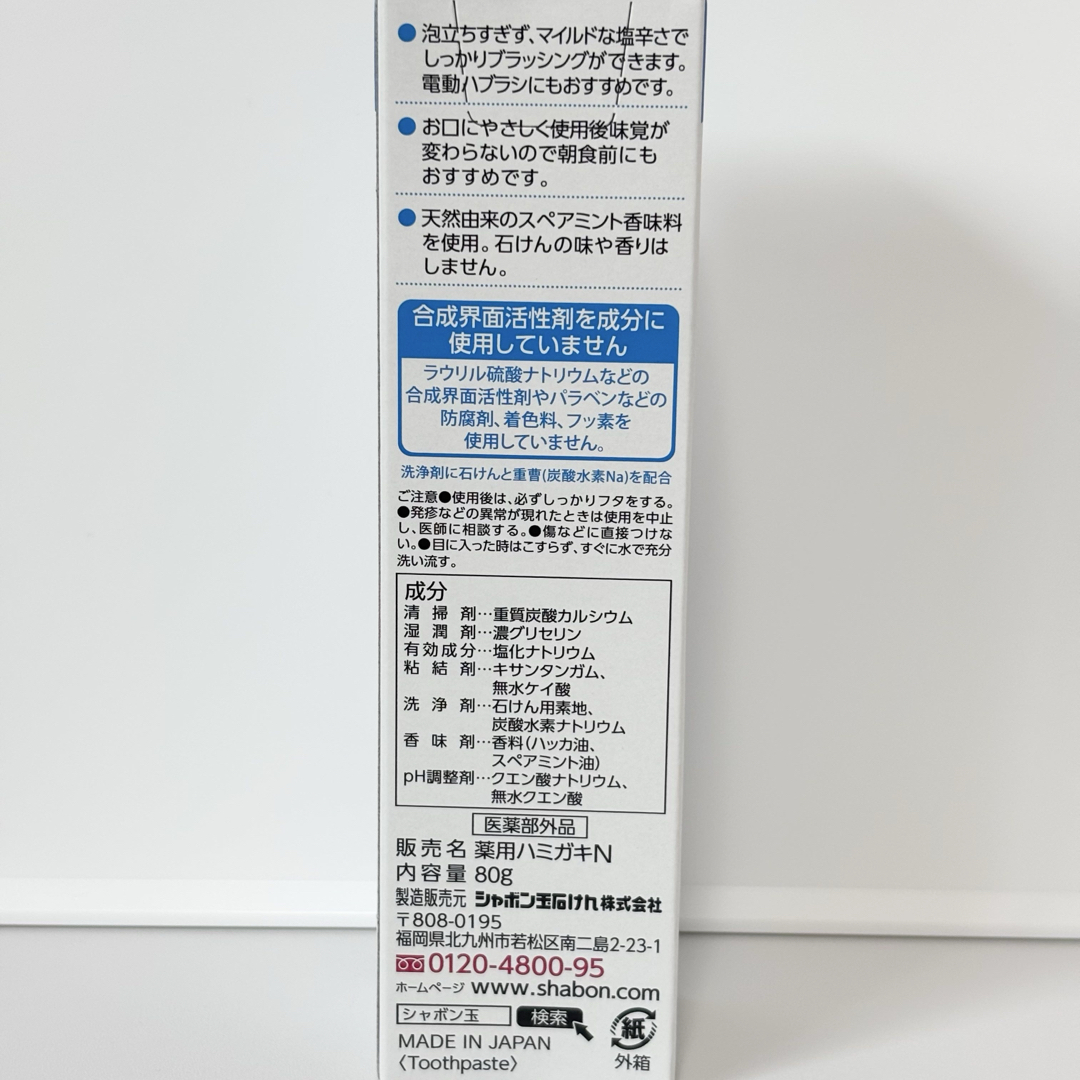 ●泡立ちすぎず、マイルドな塩辛さで
しっかりブラッシングができます。
電動ハブラシにもおすすめです。
●お口にやさしく使用後味覚が
変わらないので朝食前にも
おすすめです。
●天然由来のスペアミント香味料
を使用。石けんの味や香りは
しません。
合成界面活性剤を成分に
使用していません
ラウリル硫酸ナトリウムなどの
合成界面活性剤やパラベンなどの
防腐剤、着色料、フッ素を
使用していません。
洗浄剤に石けんと重曹(炭酸水素Na)を配合
ご注意●使用後は、必ずしっかりフタをする。
●発疹などの異常が現れたときは使用を中止
し、医師に相談する。●傷などに直接つけな
い。●目に入った時はこすらず、すぐに水で充分
洗い流す。
成分
清掃剤…重質炭酸カルシウム
湿潤剤…濃グリセリン
有効成分…塩化ナトリウム
粘結剤…キサンタンガム、
無水ケイ酸
洗浄剤…石けん用素地、
炭酸水素ナトリウム
香味剤…香料(ハッカ油、
スペアミント油)
pH調整剤…クエン酸ナトリウム、
無水クエン酸
医薬部外品
販売名 薬用ハミガキN
内容量 80g
製造販売元 シャボン玉石けん株式会社
〒808-0195
福岡県北九州市若松区南二島2-23-1
0120-4800-95
ホームページ www.shabon.com
シャボン玉 検索
紙
外箱
MADE IN JAPAN
〈Toothpaste〉